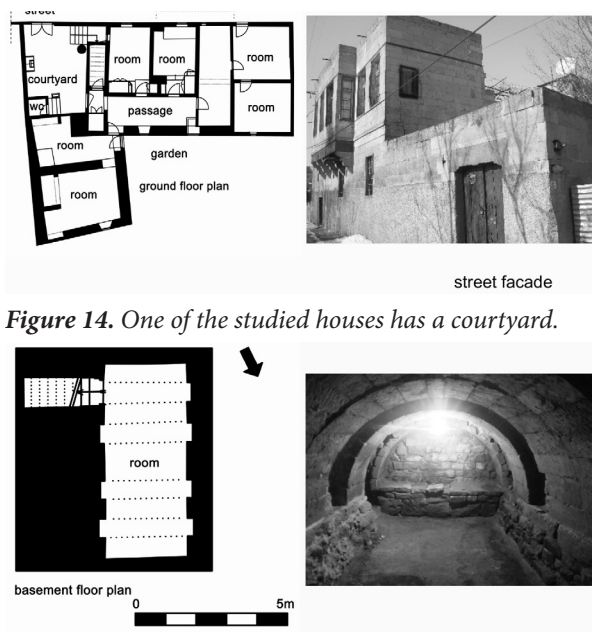 street
room
room
room
courtyard
wc
passage
room
room
garden
ground floor plan
room
street facade
Figure 14. One of the studied houses has a courtyard.
room
basement floor plan
0 5m